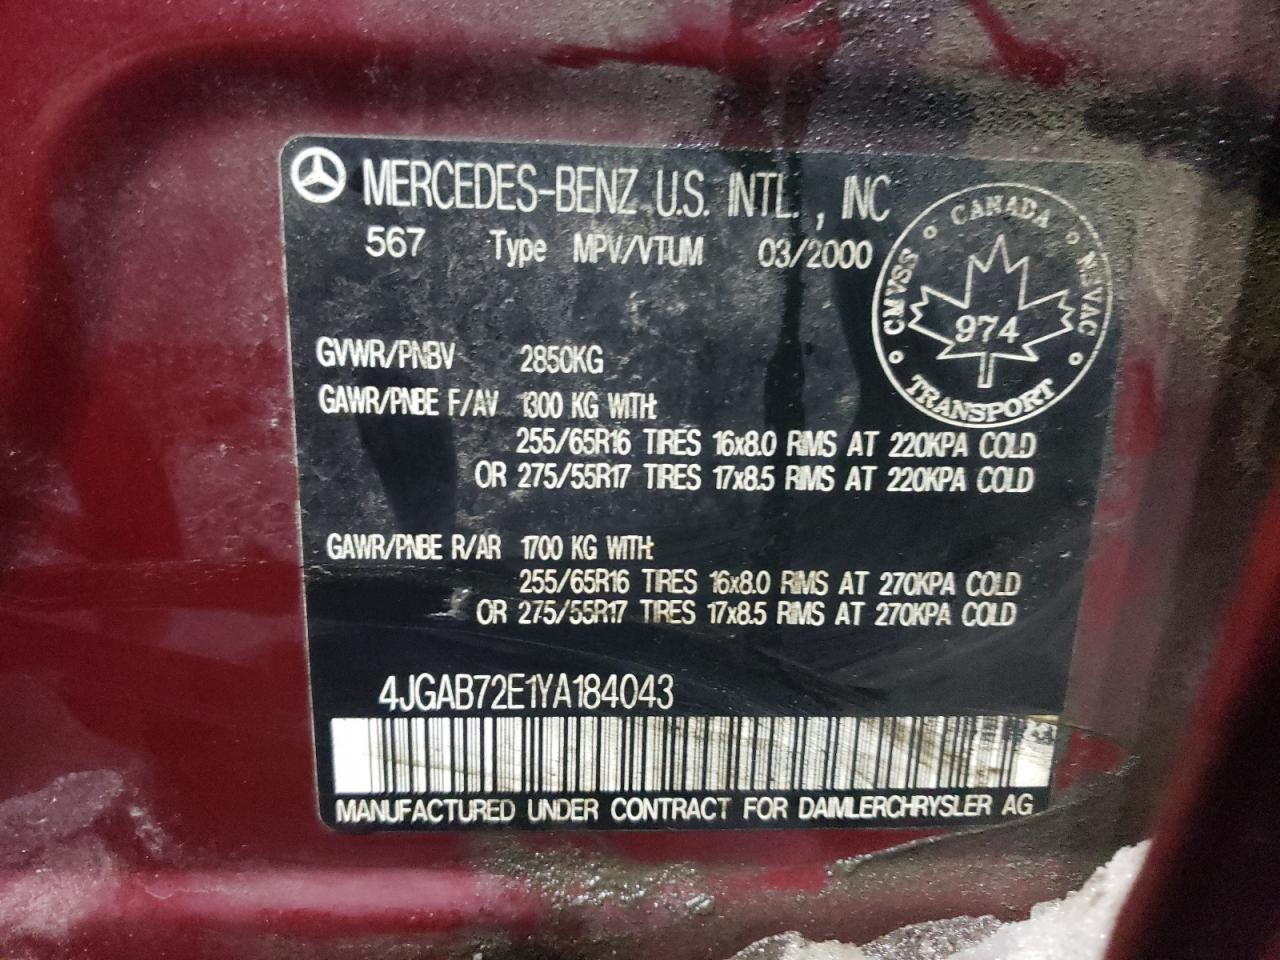 MERCEDES-BENZ U.S. INTL., INC
567 Type MPV/VTUM 03/2000
CANADA
CMVSS
NSVAC
974
TRANSPORT
GVWR/PNBV 2850KG
GAWR/PNBE F/AV 1300 KG WITH:
255/65R16 TIRES 16x8.0 RIMS AT 220KPA COLD
OR 275/55R17 TIRES 17x8.5 RIMS AT 220KPA COLD
GAWR/PNBE R/AR 1700 KG WITH:
255/65R16 TIRES 16x8.0 RIMS AT 270KPA COLD
OR 275/55R17 TIRES 17x8.5 RIMS AT 270KPA COLD
4JGAB72E1YA184043
MANUFACTURED UNDER CONTRACT FOR DAIMLERCHRYSLER AG